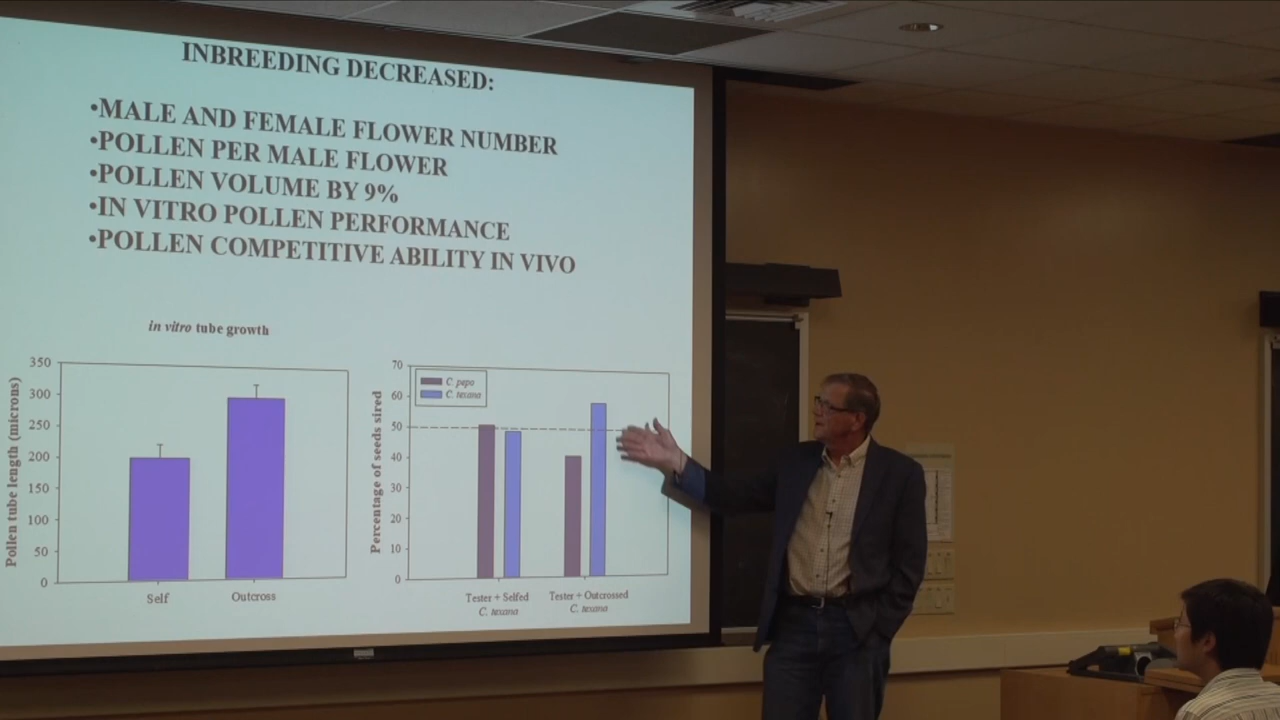 INBREEDING DECREASED:
•MALE AND FEMALE FLOWER NUMBER
•POLLEN PER MALE FLOWER
•POLLEN VOLUME BY 9%
•IN VITRO POLLEN PERFORMANCE
•POLLEN COMPETITIVE ABILITY IN VIVO
in vitro tube growth
Pollen tube length (microns)
350
300
250
200
150
100
50
0
Self
Outcross
Percentage of seeds sired
70
60
50
40
30
20
10
0
C. pepo
C. texana
Tester + Selfed
C. texana
Tester + Outcrossed
C. texana